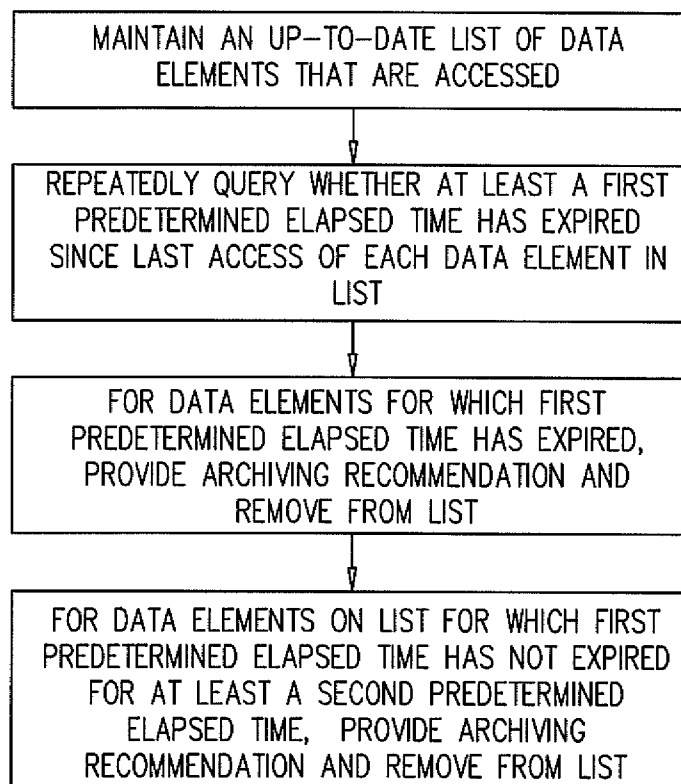 MAINTAIN AN UP-TO-DATE LIST OF DATA
ELEMENTS THAT ARE ACCESSED
REPEATEDLY QUERY WHETHER AT LEAST A FIRST
PREDETERMINED ELAPSED TIME HAS EXPIRED
SINCE LAST ACCESS OF EACH DATA ELEMENT IN
LIST
FOR DATA ELEMENTS FOR WHICH FIRST
PREDETERMINED ELAPSED TIME HAS EXPIRED,
PROVIDE ARCHIVING RECOMMENDATION AND
REMOVE FROM LIST
FOR DATA ELEMENTS ON LIST FOR WHICH FIRST
PREDETERMINED ELAPSED TIME HAS NOT EXPIRED
FOR AT LEAST A SECOND PREDETERMINED
ELAPSED TIME, PROVIDE ARCHIVING
RECOMMENDATION AND REMOVE FROM LIST